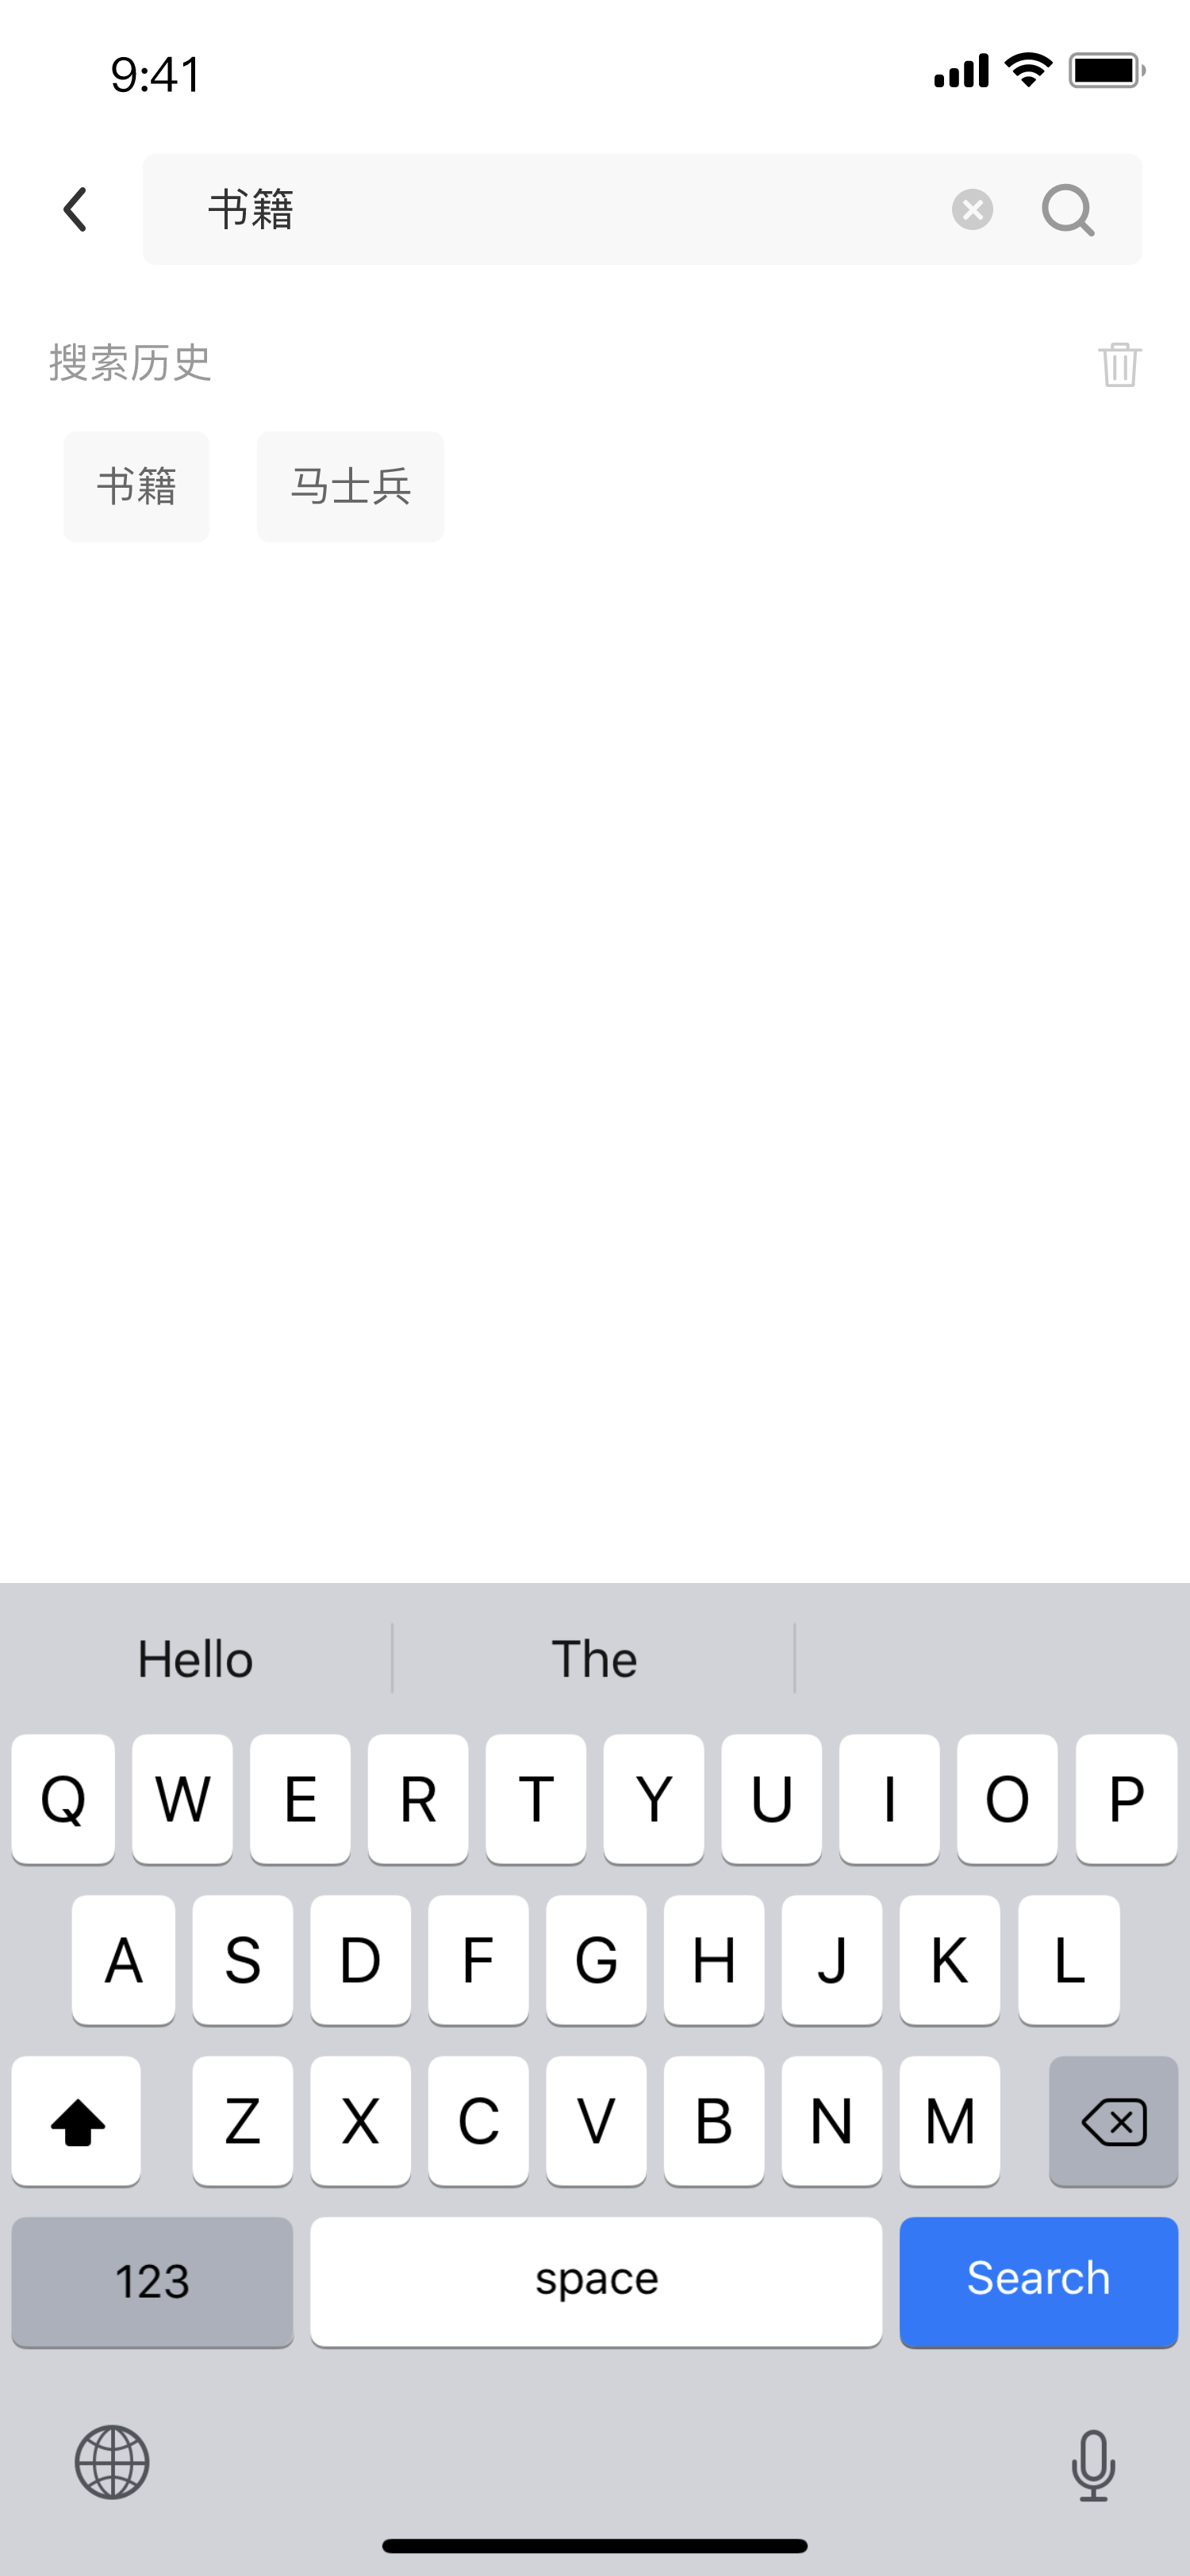 9:41
书籍
搜索历史
书籍 马士兵
Hello The
Q W E R T Y U I O P
A S D F G H J K L
Z X C V B N M
123 space Search